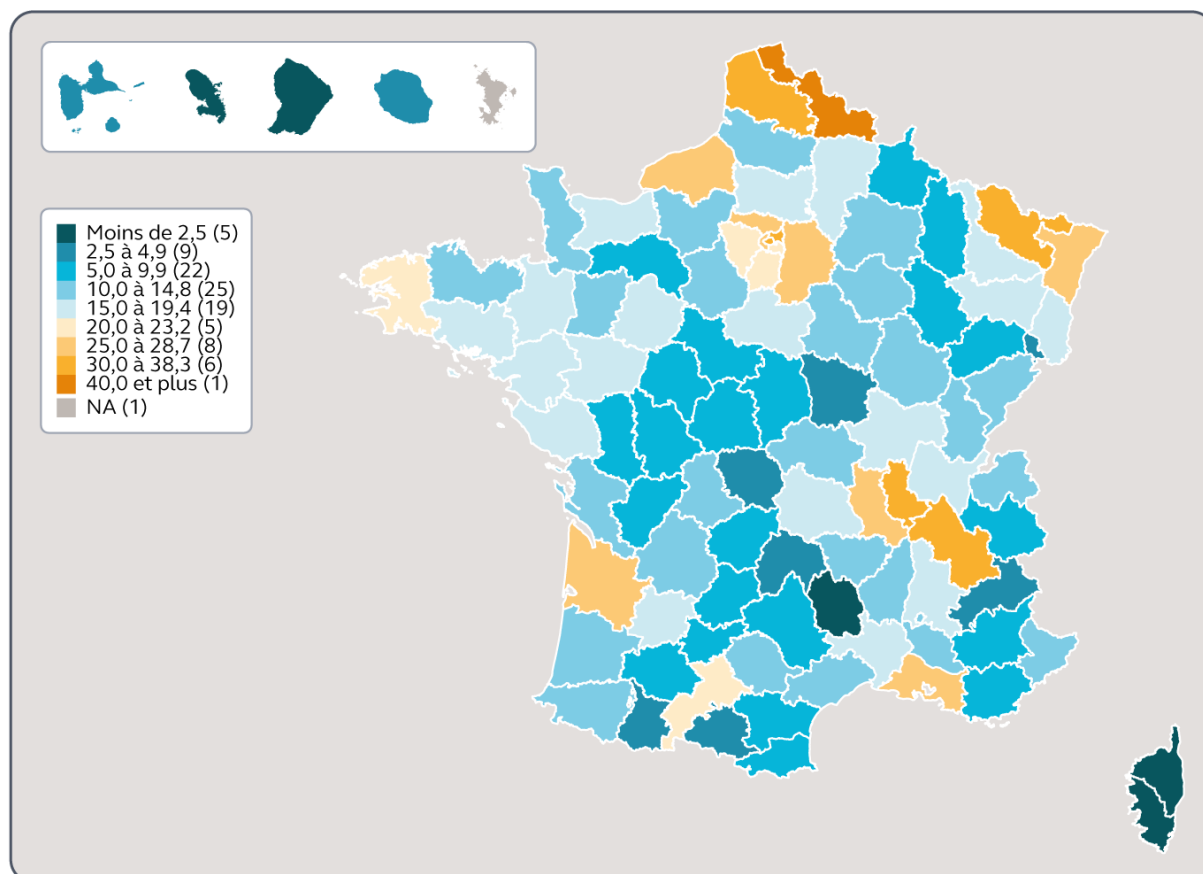 Moins de 2,5 (5)
2,5 à 4,9 (9)
5,0 à 9,9 (22)
10,0 à 14,8 (25)
15,0 à 19,4 (19)
20,0 à 23,2 (5)
25,0 à 28,7 (8)
30,0 à 38,3 (6)
40,0 et plus (1)
NA (1)